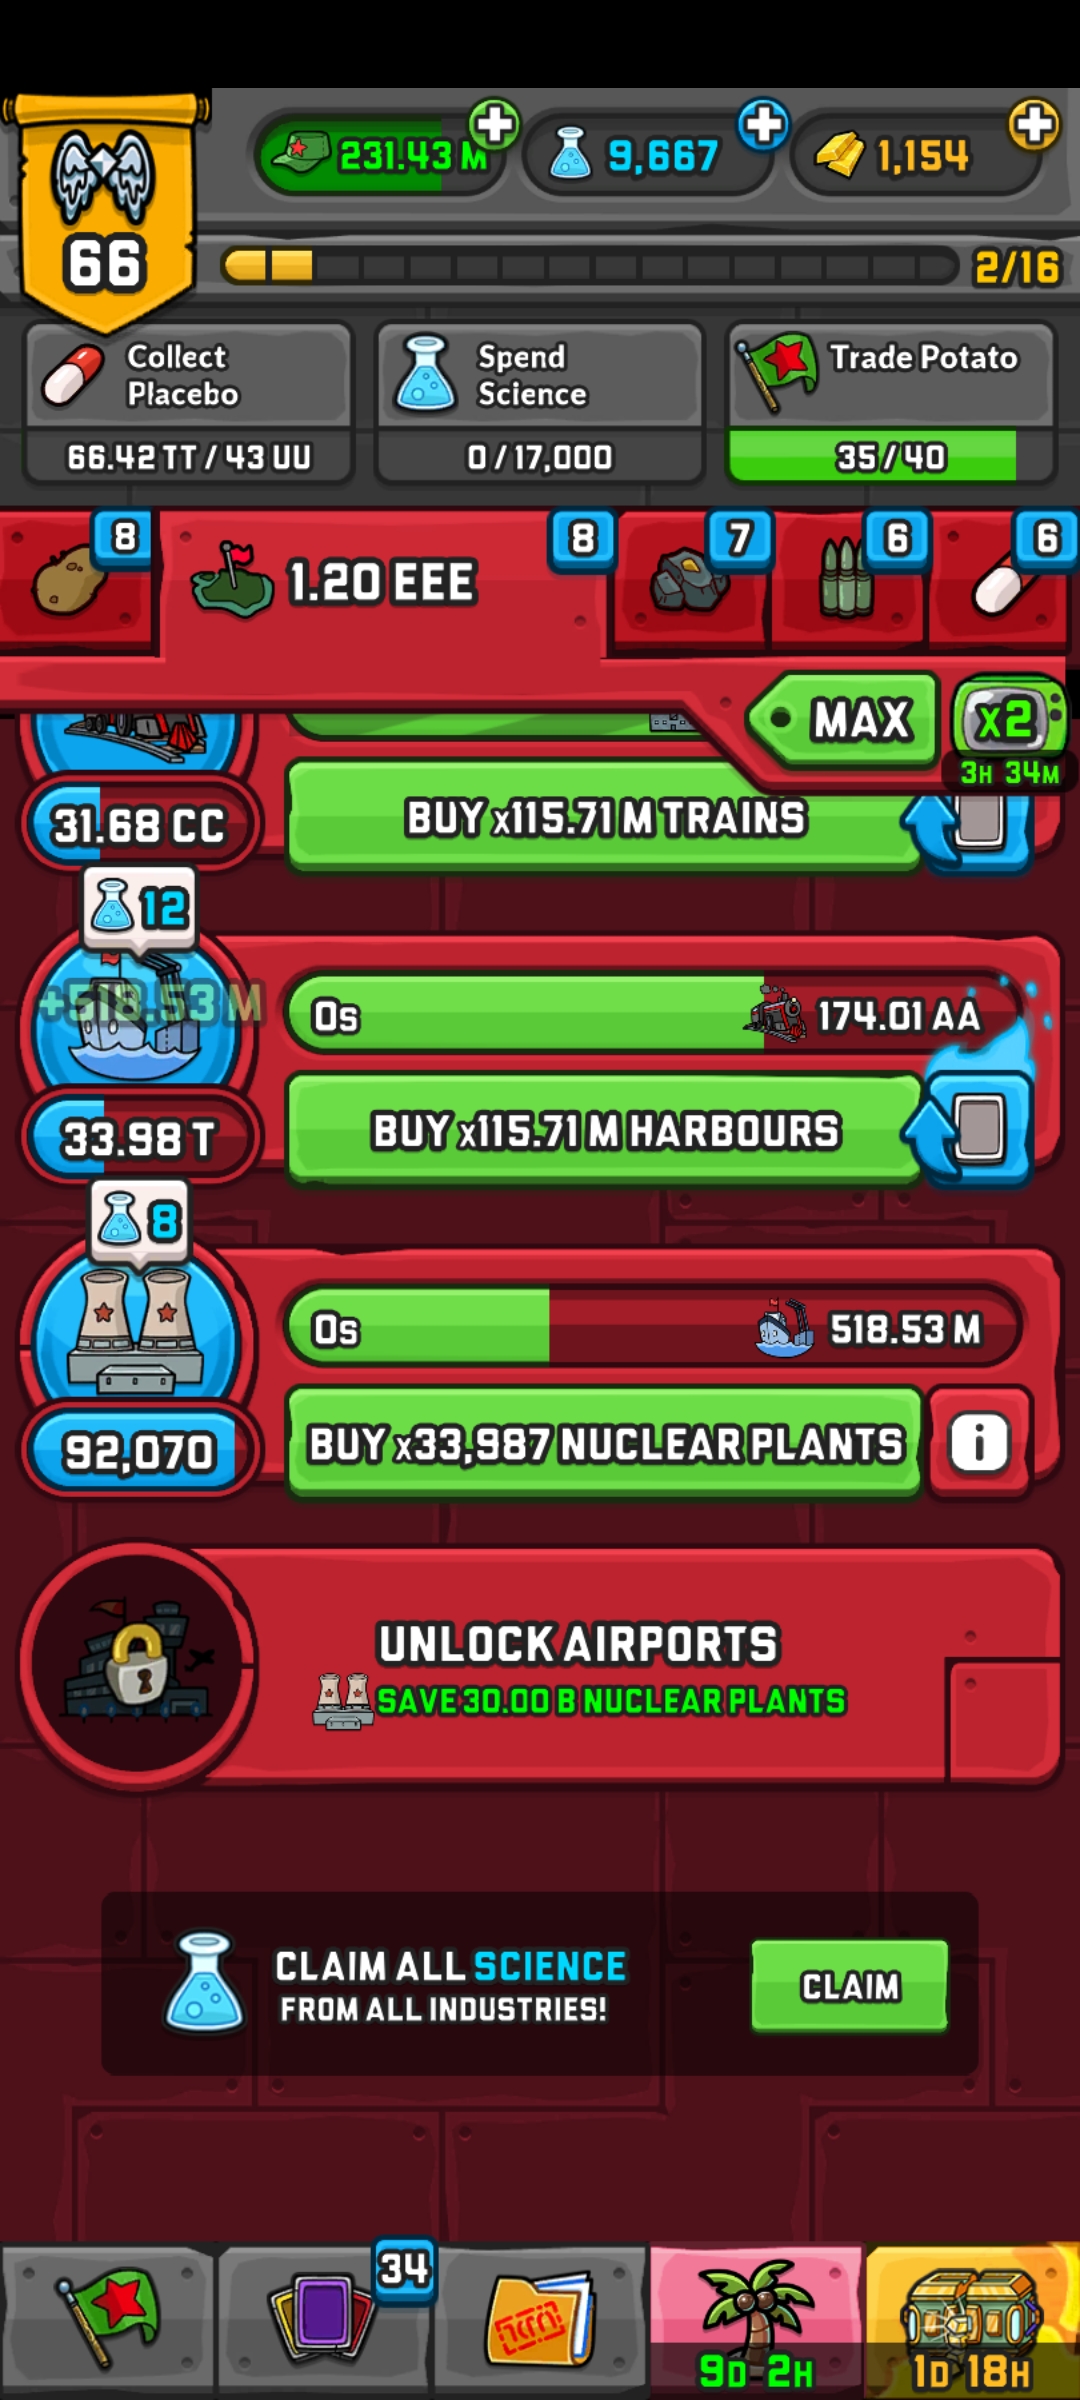 231.43 M
9,667
1,154
66
2/16
Collect
Placebo
66.42 TT / 43 UU
Spend
Science
0 / 17,000
Trade Potato
35 / 40
8
1.20 EEE
8
7
6
6
MAX
x2
3H 34M
31.68 CC
BUY x115.71 M TRAINS
12
+518.53 M
0s
174.01 AA
33.98 T
BUY x115.71 M HARBOURS
8
0s
518.53 M
92,070
BUY x33,987 NUCLEAR PLANTS
i
UNLOCK AIRPORTS
SAVE 30.00 B NUCLEAR PLANTS
CLAIM ALL SCIENCE
FROM ALL INDUSTRIES!
CLAIM
34
9D 2H
1D 18H